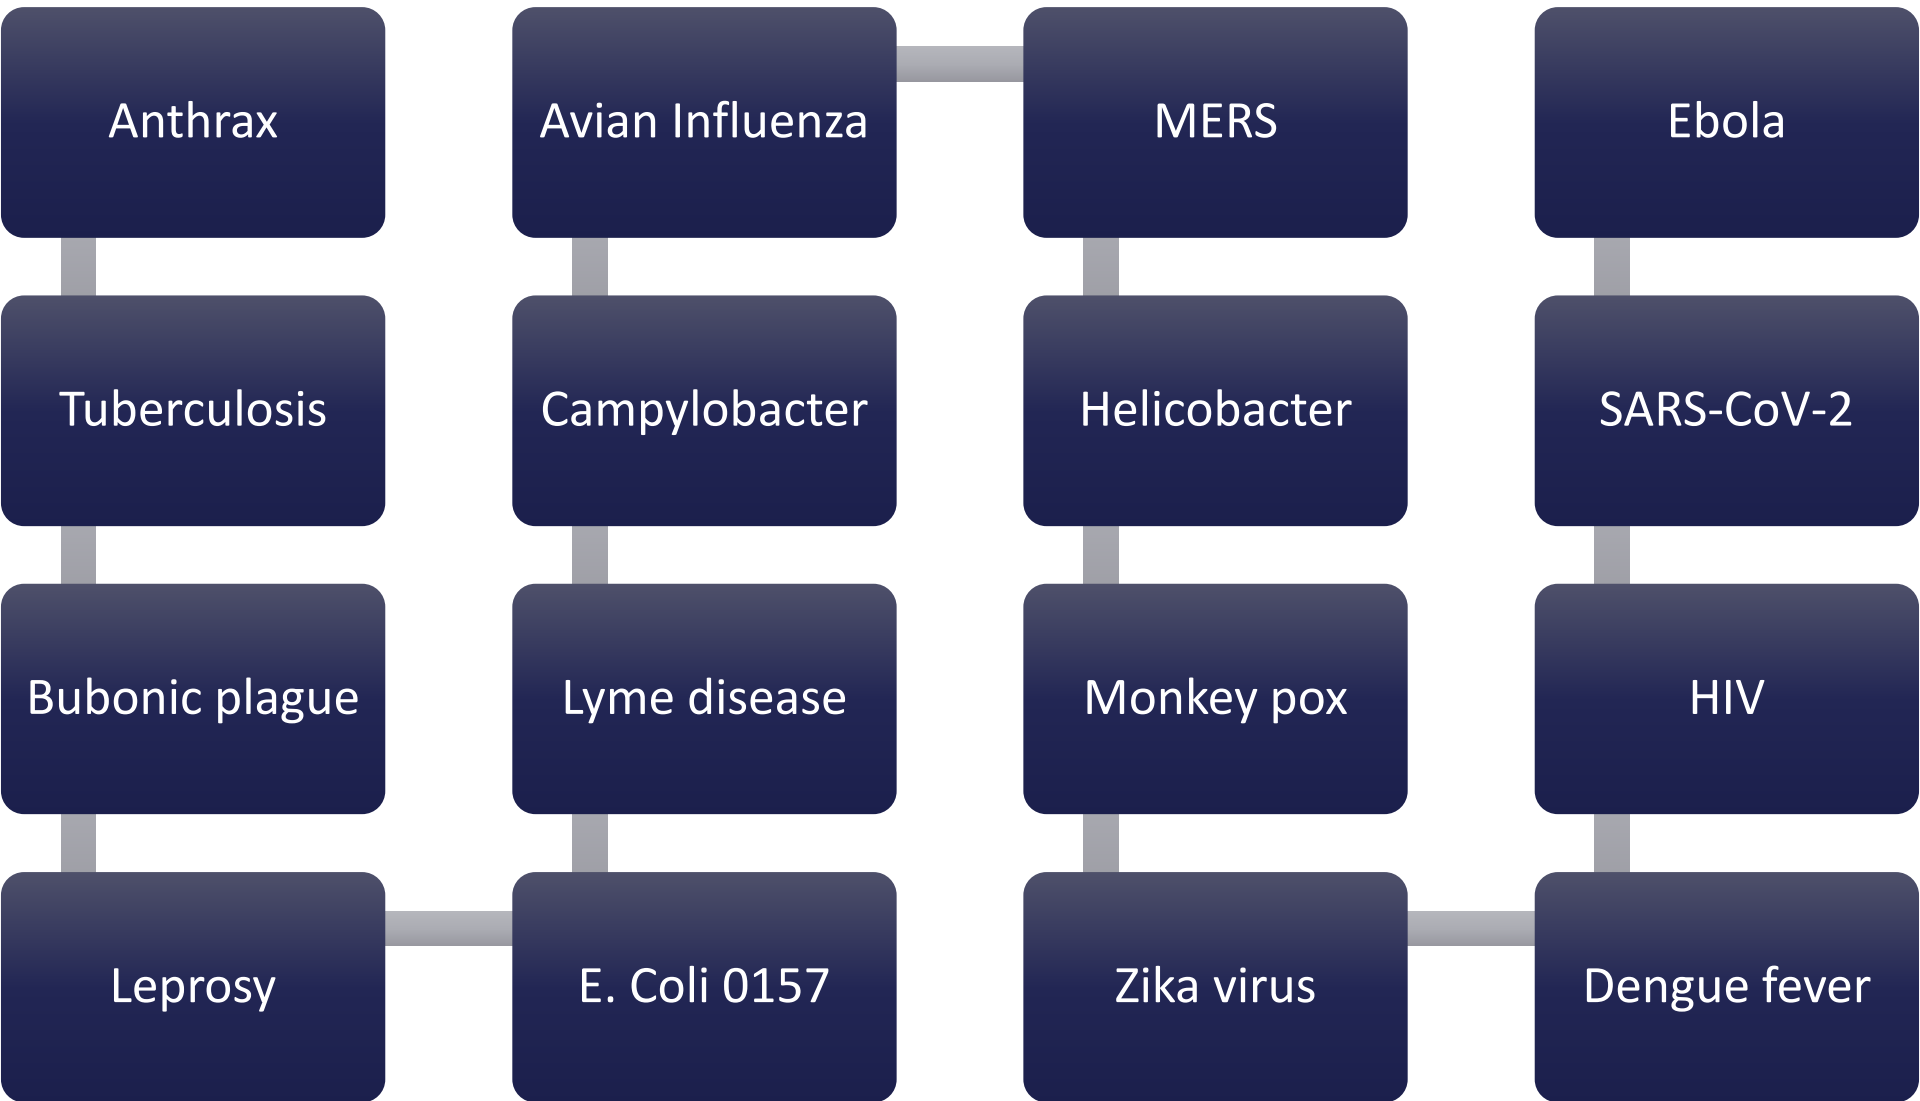 Anthrax
Tuberculosis
Bubonic plague
Leprosy
E. Coli 0157
Lyme disease
Campylobacter
Avian Influenza
MERS
Helicobacter
Monkey pox
Zika virus
Dengue fever
HIV
SARS-CoV-2
Ebola